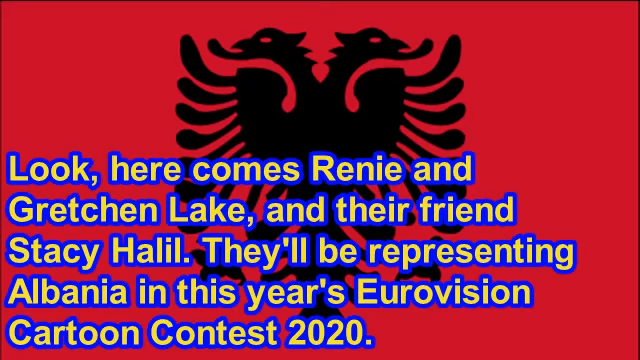 Look, here comes Renie and
Gretchen Lake, and their friend
Stacy Halil. They'll be representing
Albania in this year's Eurovision
Cartoon Contest 2020.